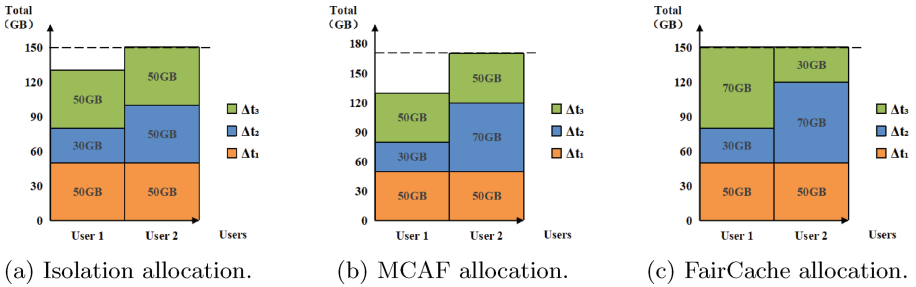 Total
(GB)
150
120
90
60
30
0
50GB
30GB
50GB
50GB
50GB
50GB
User 1
User 2
Users
Δt₃
Δt₂
Δt₁
(a) Isolation allocation.
Total
(GB)
180
150
120
90
60
30
0
50GB
30GB
50GB
50GB
70GB
50GB
User 1
User 2
Users
Δt₃
Δt₂
Δt₁
(b) MCAF allocation.
Total
(GB)
150
120
90
60
30
0
70GB
30GB
50GB
30GB
70GB
50GB
User 1
User 2
Users
Δt₃
Δt₂
Δt₁
(c) FairCache allocation.